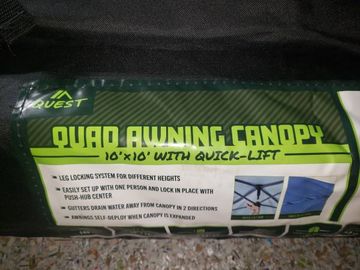 QUEST
QUAD AWNING CANOPY
10'x10' WITH QUICK-LIFT
• LEG LOCKING SYSTEM FOR DIFFERENT HEIGHTS
• EASILY SET UP WITH ONE PERSON AND LOCK IN PLACE WITH
PUSH-HUB CENTER
• GUTTERS DRAIN WATER AWAY FROM CANOPY IN 2 DIRECTIONS
• AWNINGS SELF-DEPLOY WHEN CANOPY IS EXPANDED